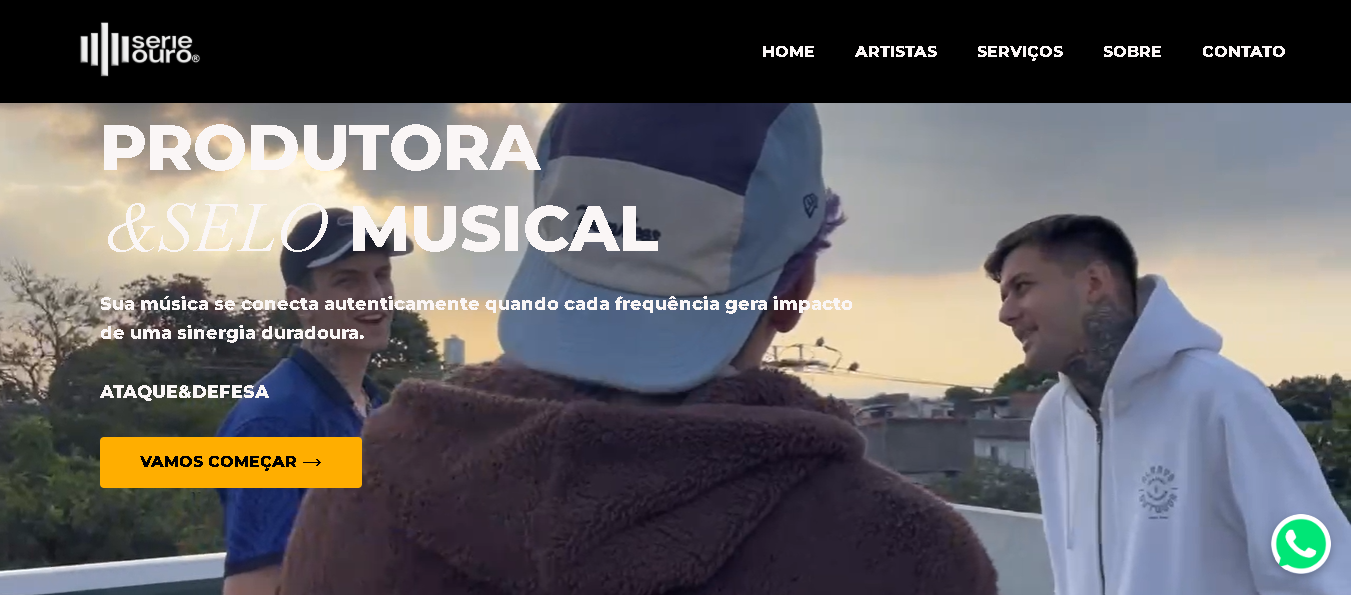 serie
ouro®
HOME ARTISTAS SERVIÇOS SOBRE CONTATO
PRODUTORA
&SELO MUSICAL
Sua música se conecta autenticamente quando cada frequência gera impacto
de uma sinergia duradoura.
ATAQUE&DEFESA
VAMOS COMEÇAR →